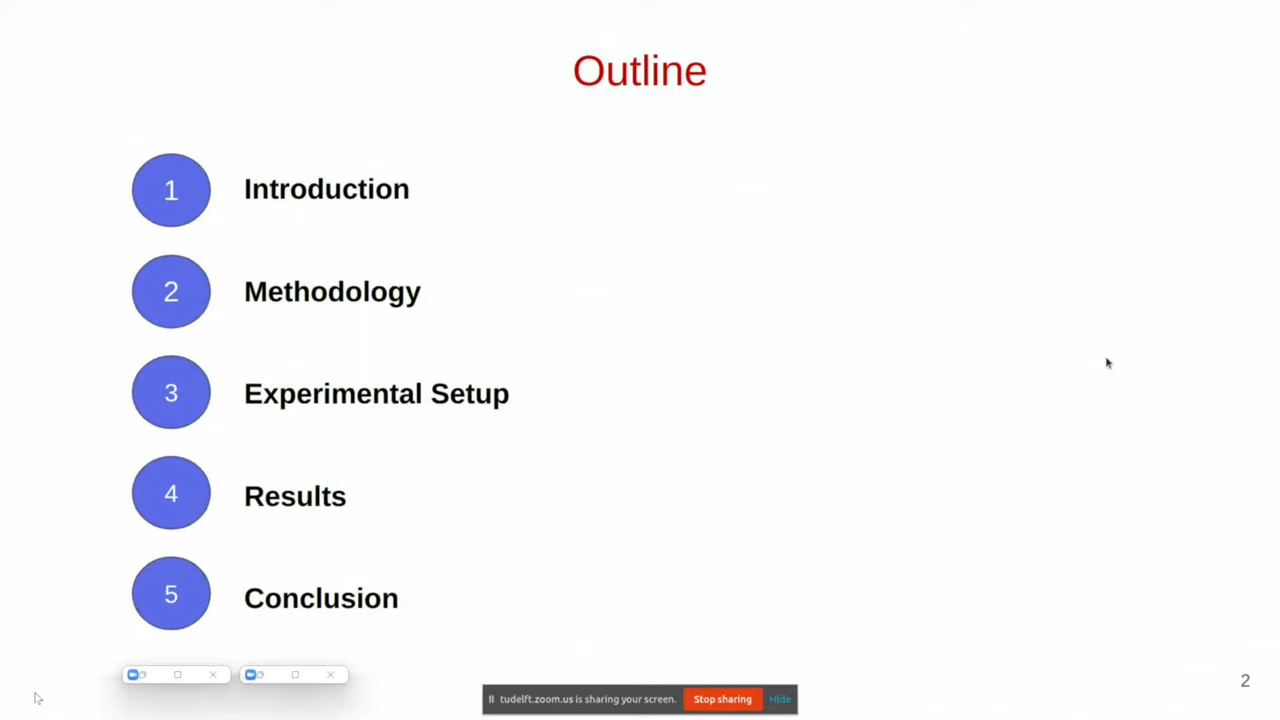 Outline
1 Introduction
2 Methodology
3 Experimental Setup
4 Results
5 Conclusion
tudelft.zoom.us is sharing your screen. Stop sharing Hide
2